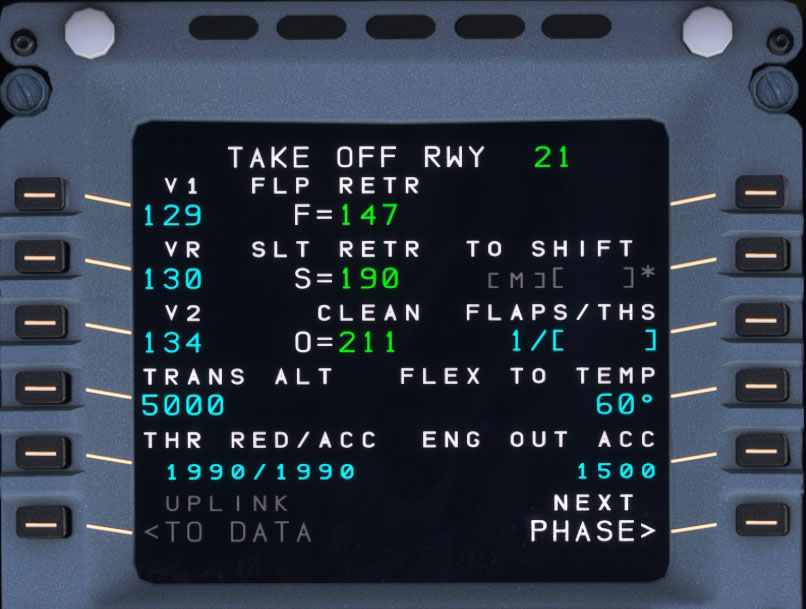 TAKE OFF RWY 21
V1 FLP RETR
129 F=147
VR SLT RETR TO SHIFT
130 S=190 [M][ ]*
V2 CLEAN FLAPS/THS
134 O=211 1/[ ]
TRANS ALT FLEX TO TEMP
5000 60°
THR RED/ACC ENG OUT ACC
1990/1990 1500
UPLINK NEXT
<TO DATA PHASE>